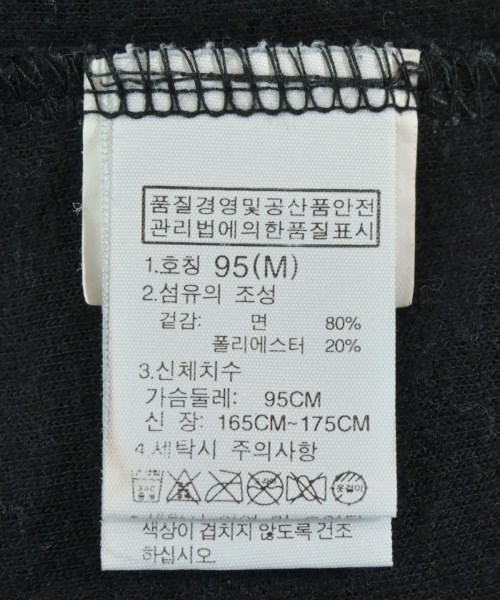 품질경영및공산품안전
관리법에의한품질표시
1.호칭 95(M)
2.섬유의 조성
겉감: 면 80%
폴리에스터 20%
3.신체치수
가슴둘레: 95CM
신 장: 165CM~175CM
4.세탁시 주의사항
옷걸이
색상이 겹치지 않도록 건조
하십시오.